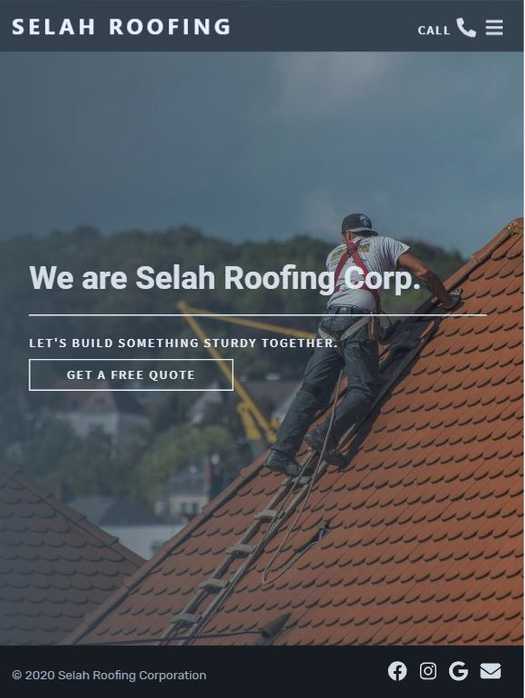 SELAH ROOFING
CALL
We are Selah Roofing Corp.
LET'S BUILD SOMETHING STURDY TOGETHER.
GET A FREE QUOTE
© 2020 Selah Roofing Corporation